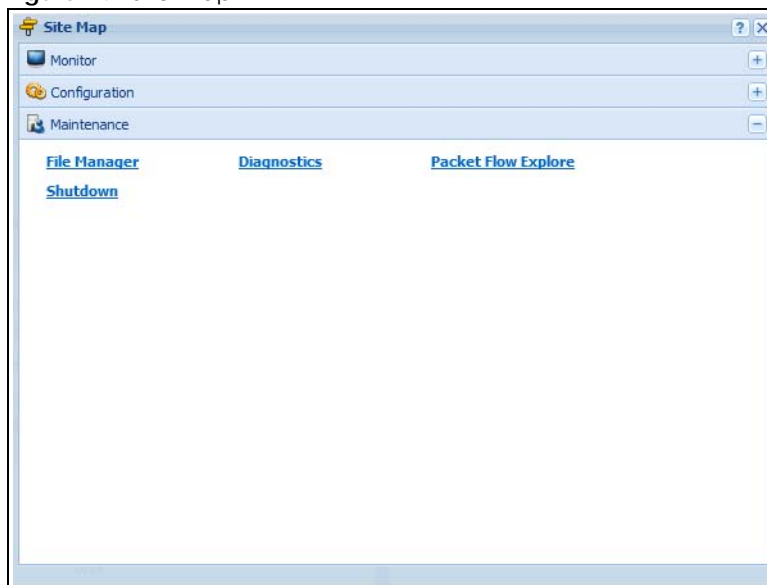 Site Map
Monitor
Configuration
Maintenance
File Manager Diagnostics Packet Flow Explore
Shutdown